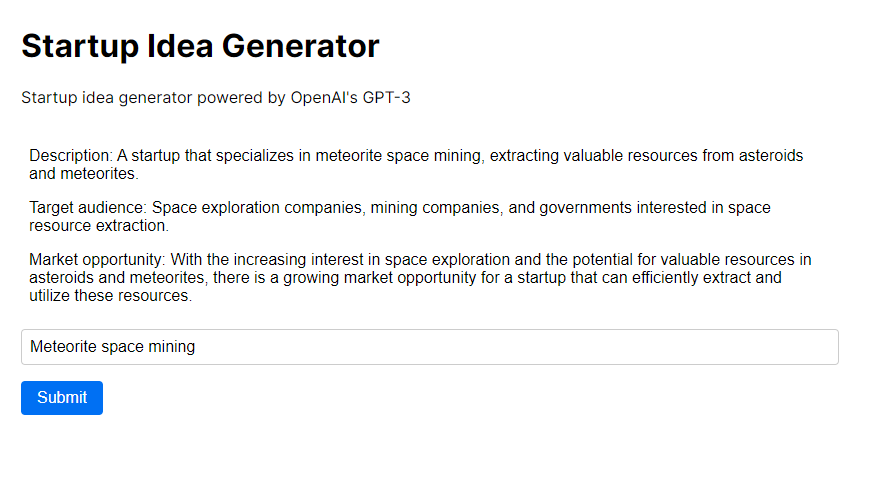 Startup Idea Generator
Startup idea generator powered by OpenAI's GPT-3
Description: A startup that specializes in meteorite space mining, extracting valuable resources from asteroids
and meteorites.
Target audience: Space exploration companies, mining companies, and governments interested in space
resource extraction.
Market opportunity: With the increasing interest in space exploration and the potential for valuable resources in
asteroids and meteorites, there is a growing market opportunity for a startup that can efficiently extract and
utilize these resources.
Meteorite space mining
Submit